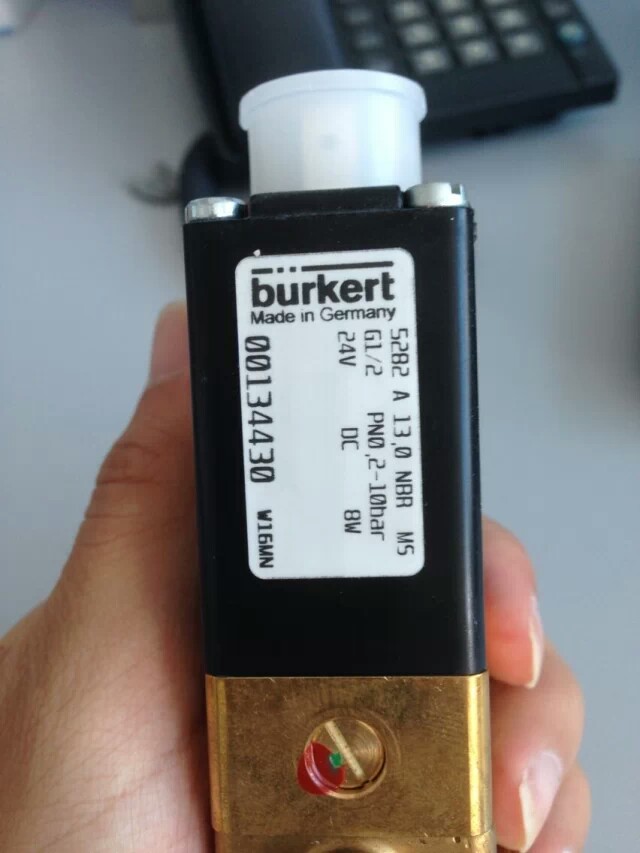 bürkert
Made in Germany
5282 A 13,0 NBR MS
G1/2 PN0,2-10bar
24V DC 8W
00134430 W16MN